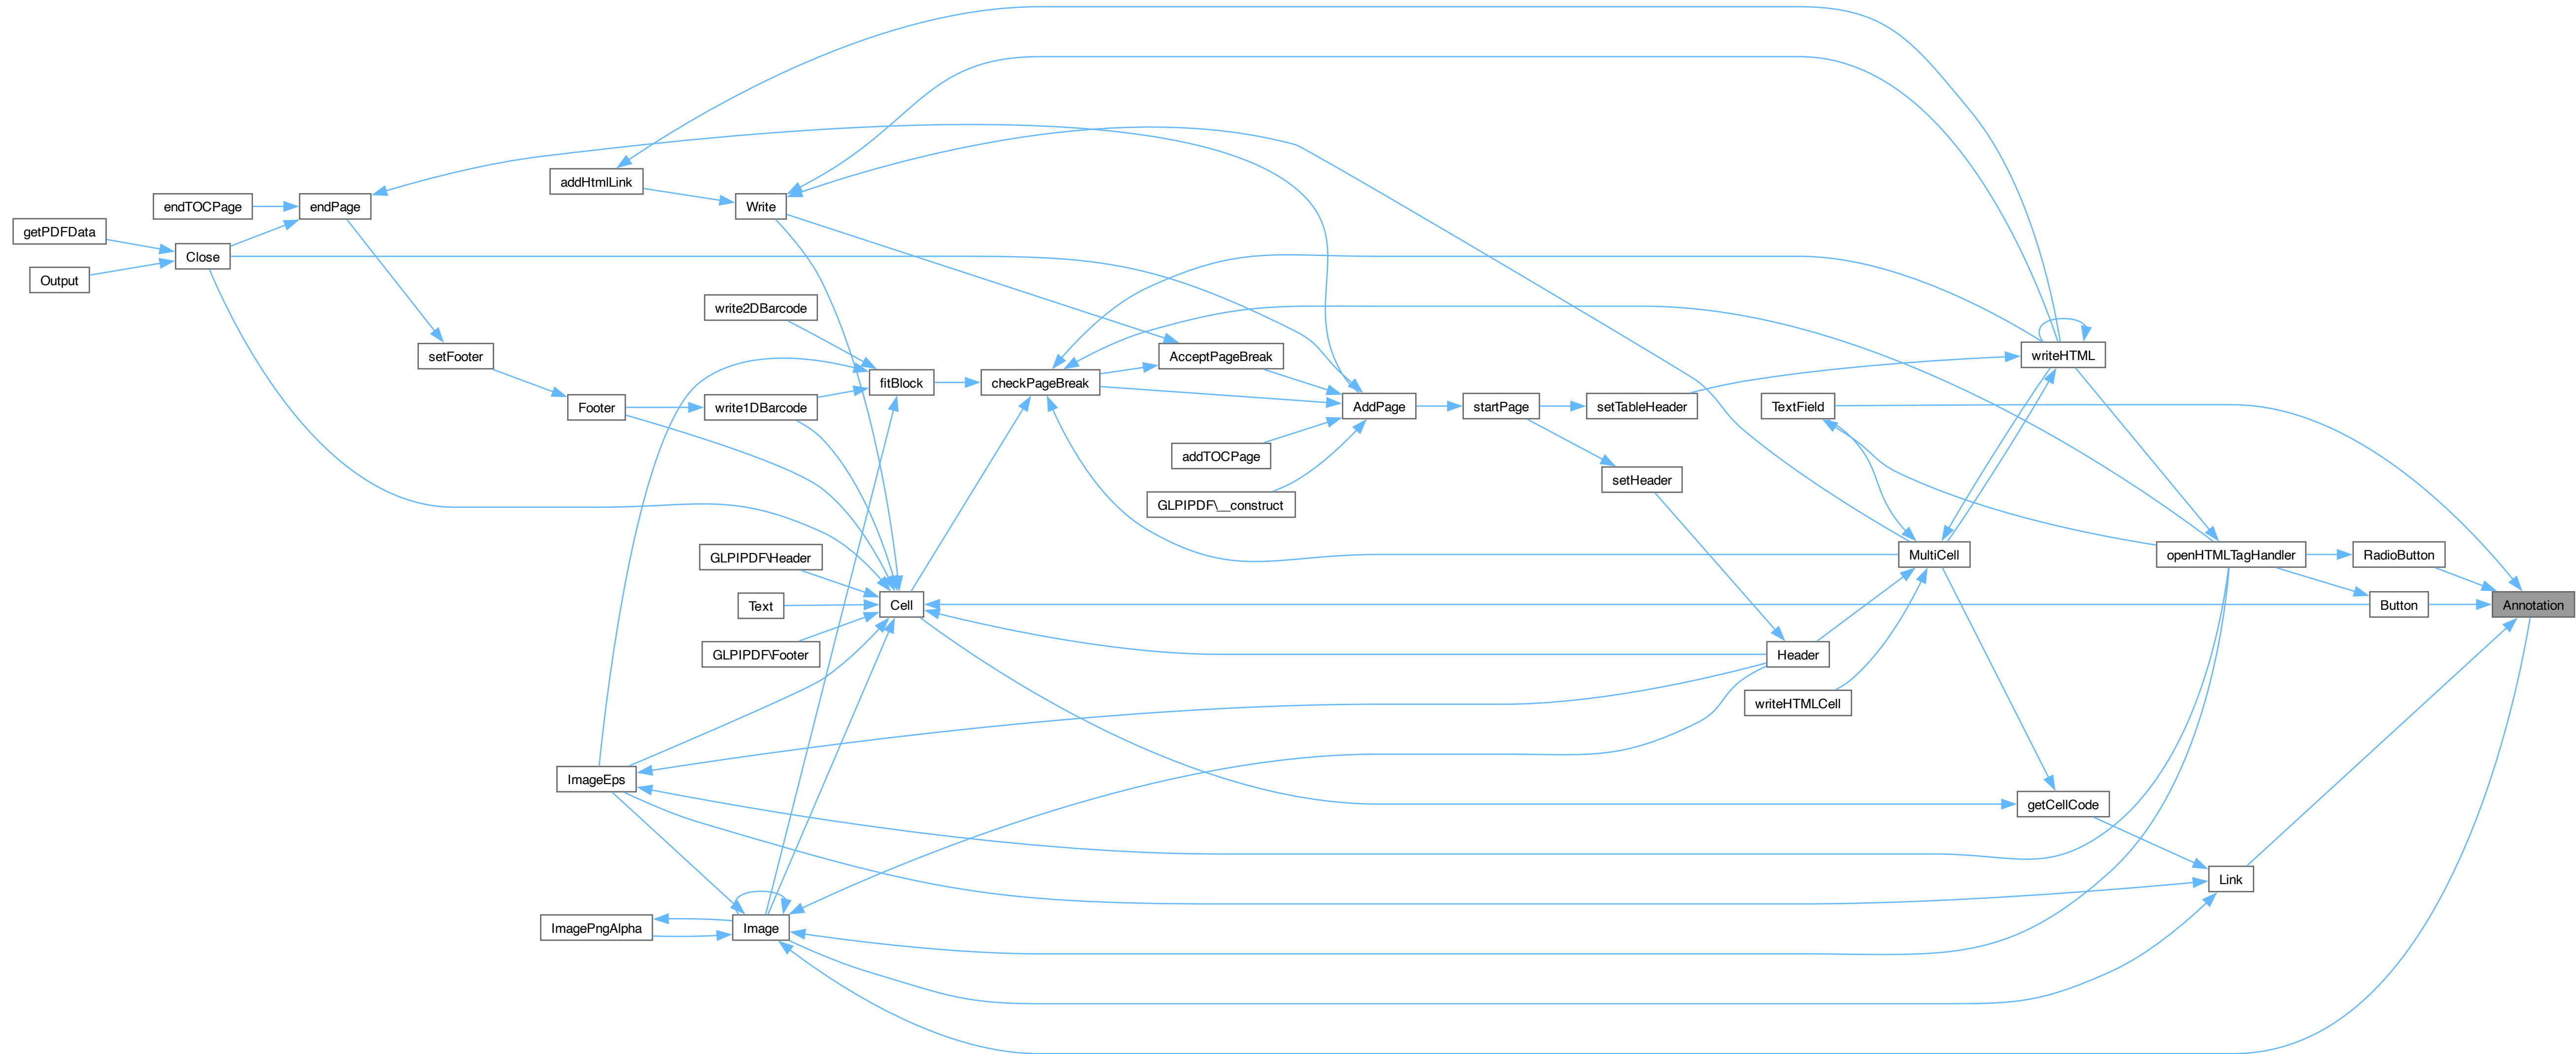 addHtmlLink
endTOCPage
endPage
Write
getPDFData
Close
Output
write2DBarcode
setFooter
AcceptPageBreak
writeHTML
fitBlock
checkPageBreak
Footer
write1DBarcode
AddPage
startPage
setTableHeader
TextField
addTOCPage
setHeader
GLPIPDF\__construct
GLPIPDF\Header
MultiCell
openHTMLTagHandler
RadioButton
Text
Cell
Button
Annotation
GLPIPDF\Footer
Header
writeHTMLCell
ImageEps
getCellCode
Link
ImagePngAlpha
Image